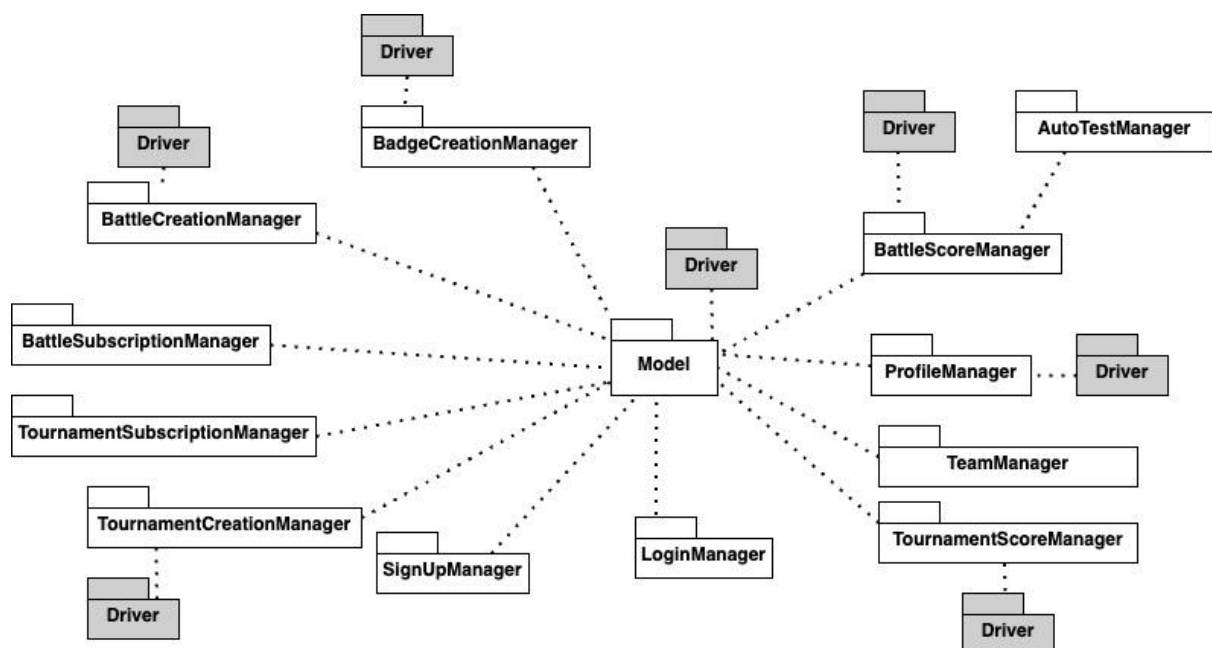 Driver
BadgeCreationManager
Driver
BattleCreationManager
Driver
AutoTestManager
BattleScoreManager
Driver
BattleSubscriptionManager
Model
ProfileManager
Driver
TournamentSubscriptionManager
TeamManager
TournamentCreationManager
SignUpManager
LoginManager
TournamentScoreManager
Driver
Driver